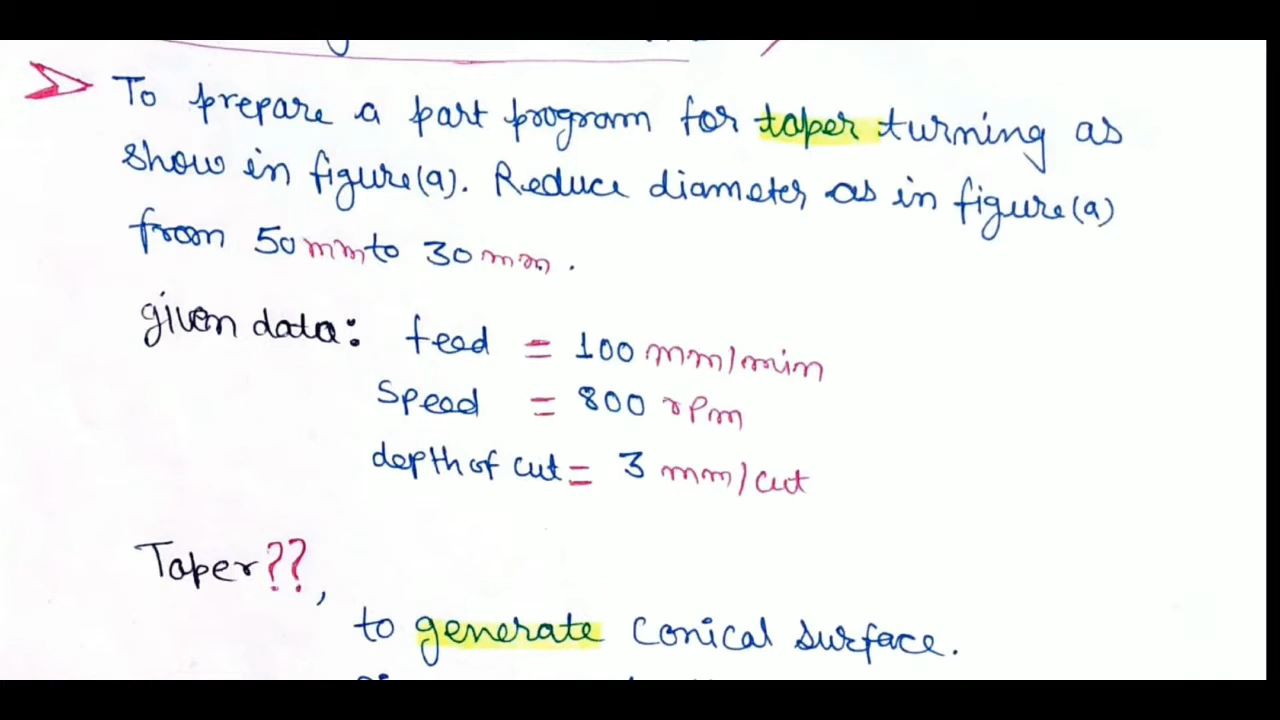 To prepare a part program for taper turning as
show in figure(a). Reduce diameter as in figure(a)
from 50mm to 30mm.
given data: feed = 100 mm/min
Speed = 800 rpm
depth of cut = 3 mm/cut
Taper??,
to generate conical surface.